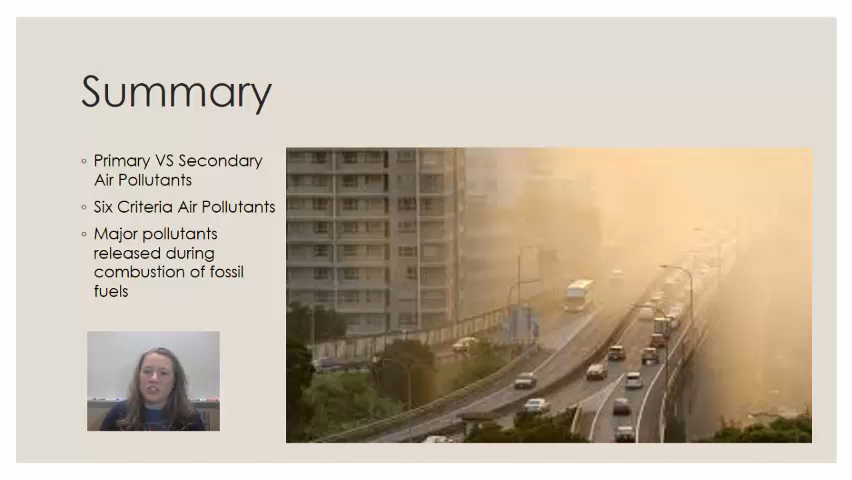 Summary
◦ Primary VS Secondary
Air Pollutants
◦ Six Criteria Air Pollutants
◦ Major pollutants
released during
combustion of fossil
fuels